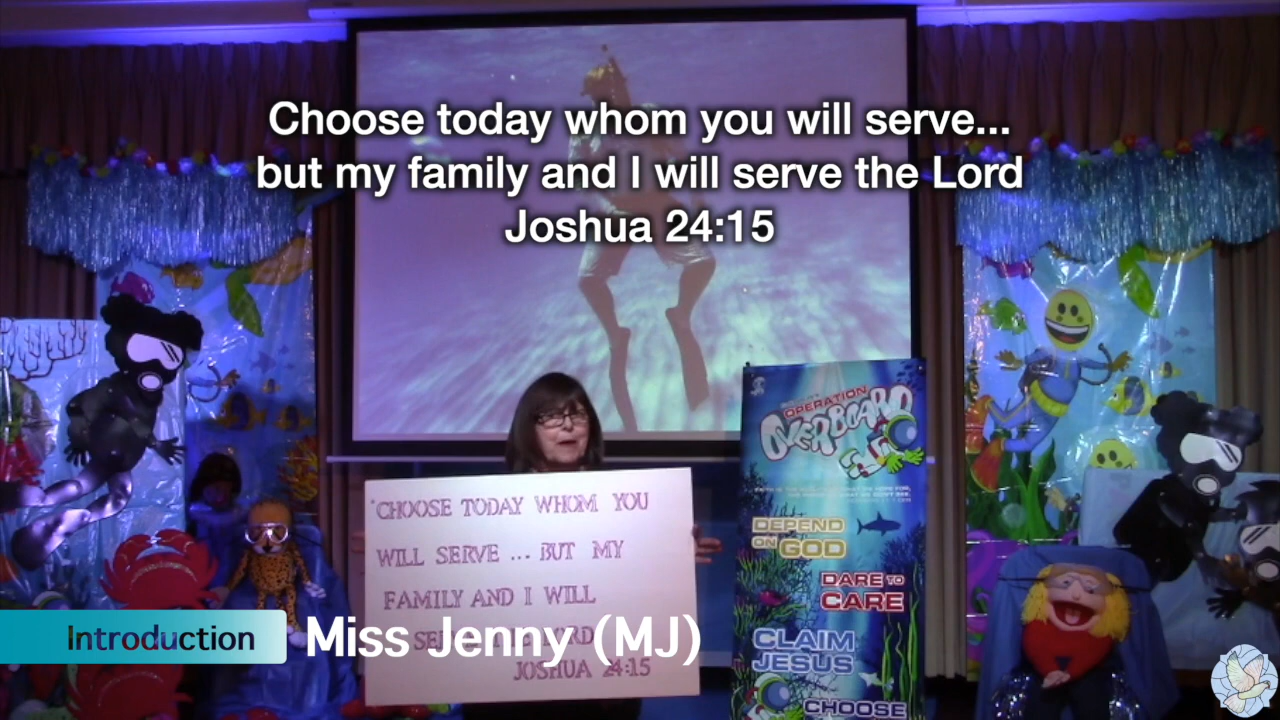 Choose today whom you will serve...
but my family and I will serve the Lord
Joshua 24:15
"CHOOSE TODAY WHOM YOU
WILL SERVE ... BUT MY
FAMILY AND I WILL
JOSHUA 24:15
OPERATION
OVERBOARD
DEPEND
ON GOD
DARE TO
CARE
CLAIM
JESUS
CHOOSE
Introduction
Miss Jenny (MJ)